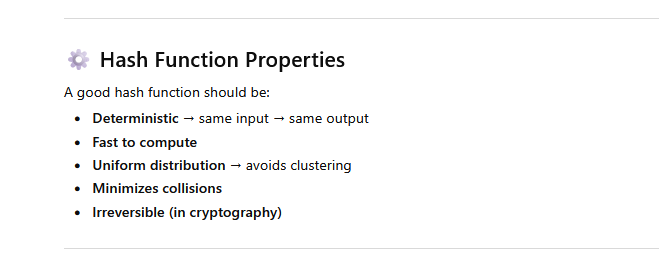 Hash Function Properties
A good hash function should be:
• Deterministic → same input → same output
• Fast to compute
• Uniform distribution → avoids clustering
• Minimizes collisions
• Irreversible (in cryptography)